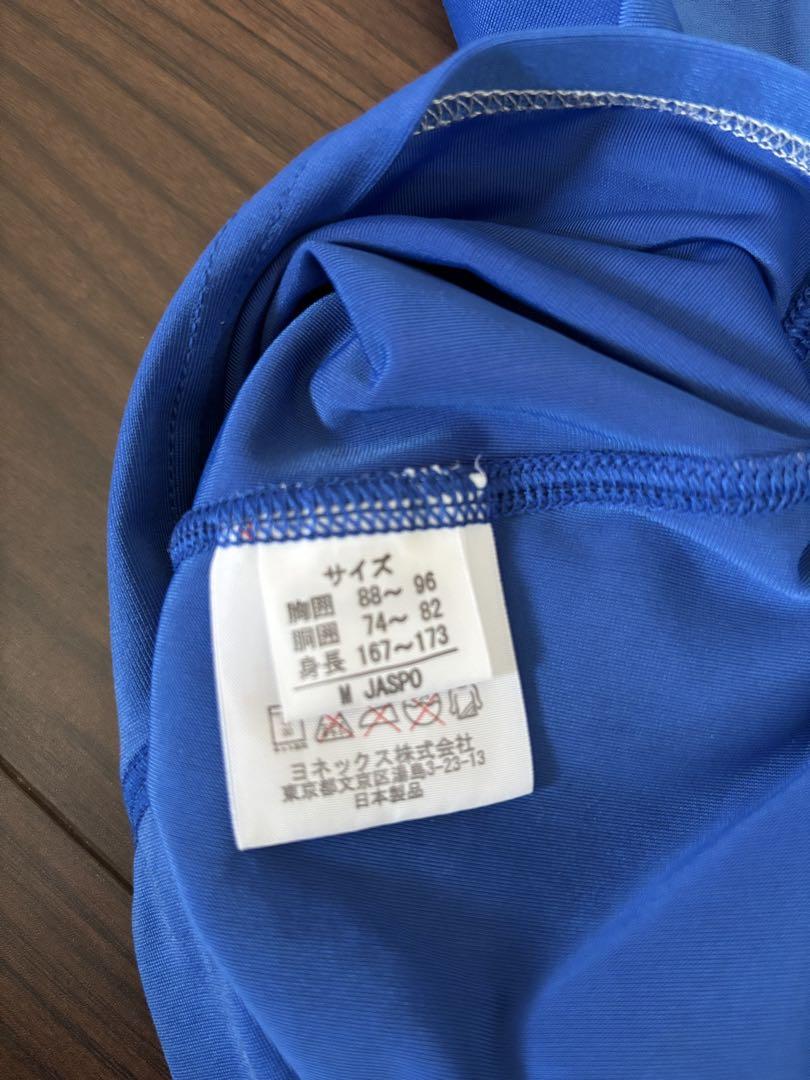 サイズ
胸囲 88～ 96
胴囲 74～ 82
身長 167～173
M JASPO
ヨネックス株式会社
東京都文京区湯島3-23-13
日本製品